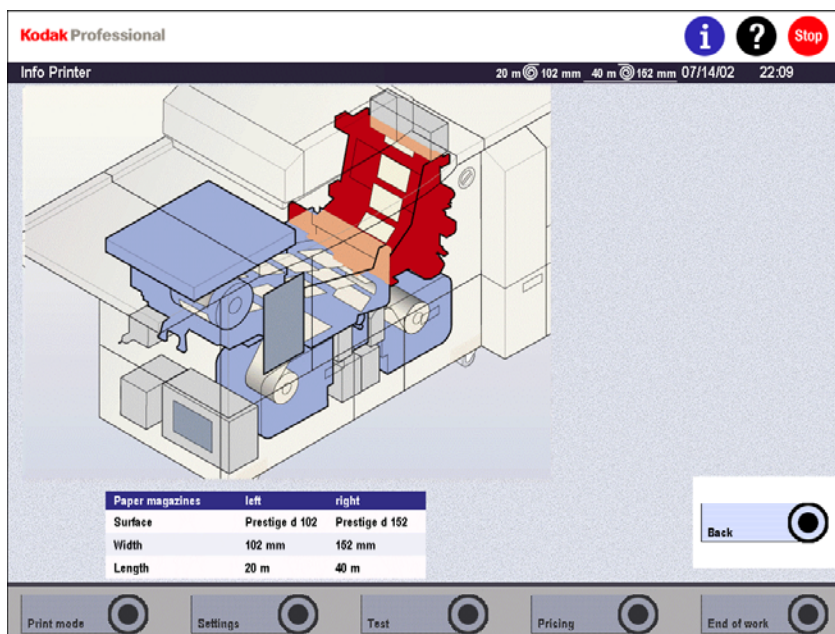 Kodak Professional
i ? Stop
Info Printer 20 m 102 mm 40 m 152 mm 07/14/02 22:09
Paper magazines left right
Surface Prestige d 102 Prestige d 152
Width 102 mm 152 mm
Length 20 m 40 m
Back
Print mode Settings Test Pricing End of work